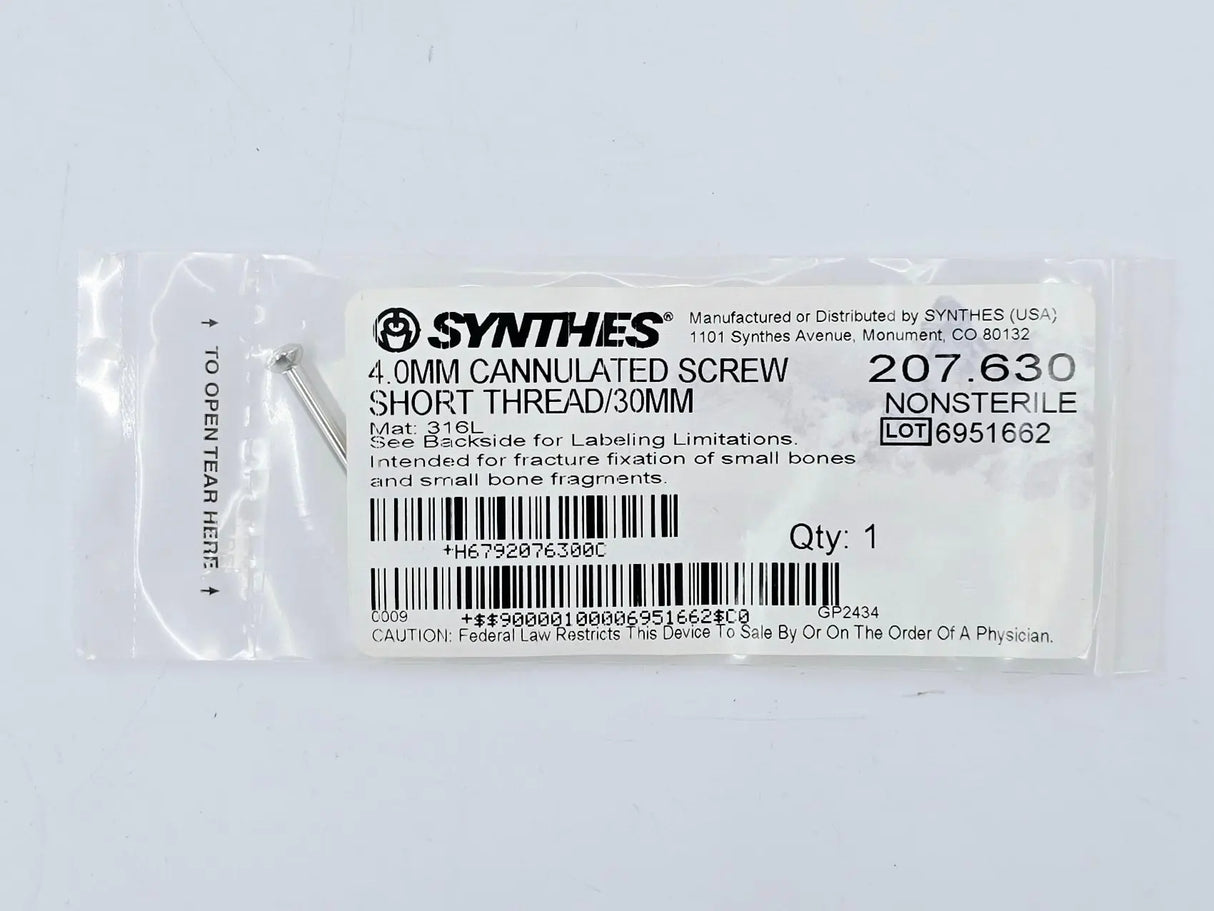 TO OPEN TEAR HERE
SYNTHES®
Manufactured or Distributed by SYNTHES (USA)
1101 Synthes Avenue, Monument, CO 80132
4.0MM CANNULATED SCREW
SHORT THREAD/30MM
207.630
NONSTERILE
LOT 6951662
Mat: 316L
See Backside for Labeling Limitations.
Intended for fracture fixation of small bones
and small bone fragments.
+H6792076300C
Qty: 1
0009
+$$90000100006951662$C0
GP2434
CAUTION: Federal Law Restricts This Device To Sale By Or On The Order Of A Physician.